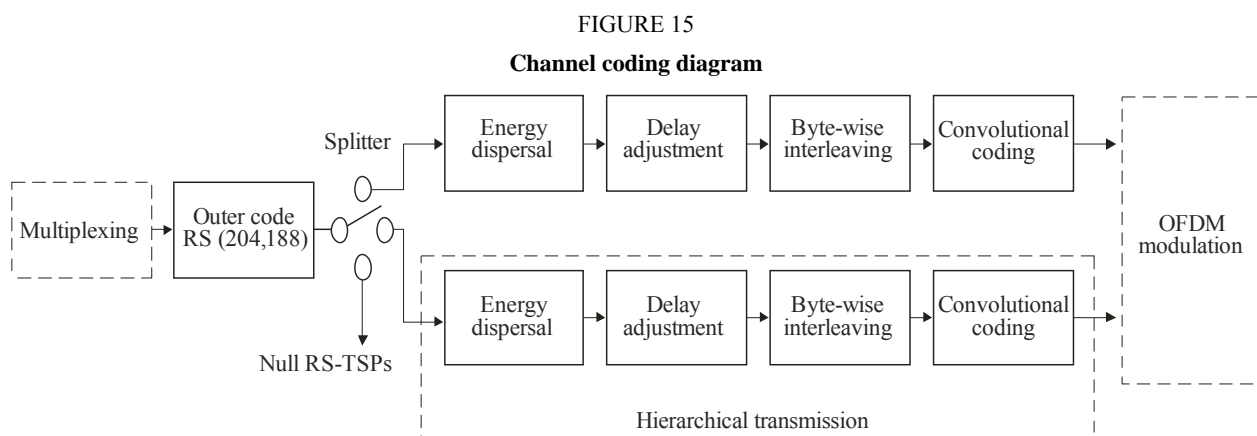 FIGURE 15
Channel coding diagram
Splitter
Energy
dispersal
Delay
adjustment
Byte-wise
interleaving
Convolutional
coding
Multiplexing
Outer code
RS (204,188)
OFDM
modulation
Energy
dispersal
Delay
adjustment
Byte-wise
interleaving
Convolutional
coding
Null RS-TSPs
Hierarchical transmission